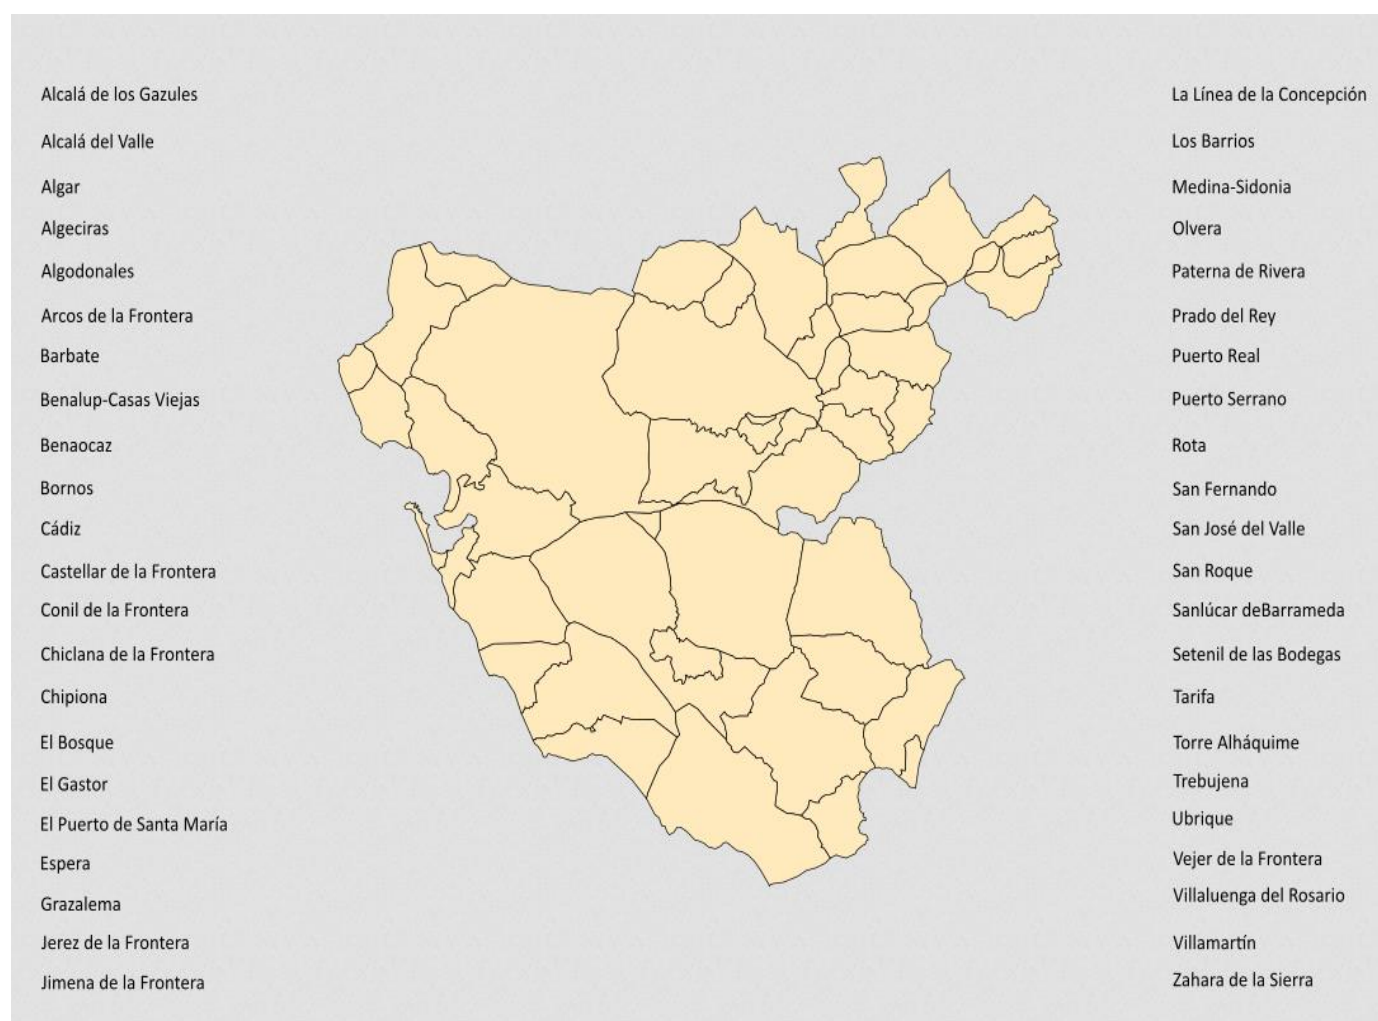 Alcalá de los Gazules
Alcalá del Valle
Algar
Algeciras
Algodonales
Arcos de la Frontera
Barbate
Benalup-Casas Viejas
Benaocaz
Bornos
Cádiz
Castellar de la Frontera
Conil de la Frontera
Chiclana de la Frontera
Chipiona
El Bosque
El Gastor
El Puerto de Santa María
Espera
Grazalema
Jerez de la Frontera
Jimena de la Frontera
La Línea de la Concepción
Los Barrios
Medina-Sidonia
Olvera
Paterna de Rivera
Prado del Rey
Puerto Real
Puerto Serrano
Rota
San Fernando
San José del Valle
San Roque
Sanlúcar deBarrameda
Setenil de las Bodegas
Tarifa
Torre Alháquime
Trebujena
Ubrique
Vejer de la Frontera
Villaluenga del Rosario
Villamartín
Zahara de la Sierra